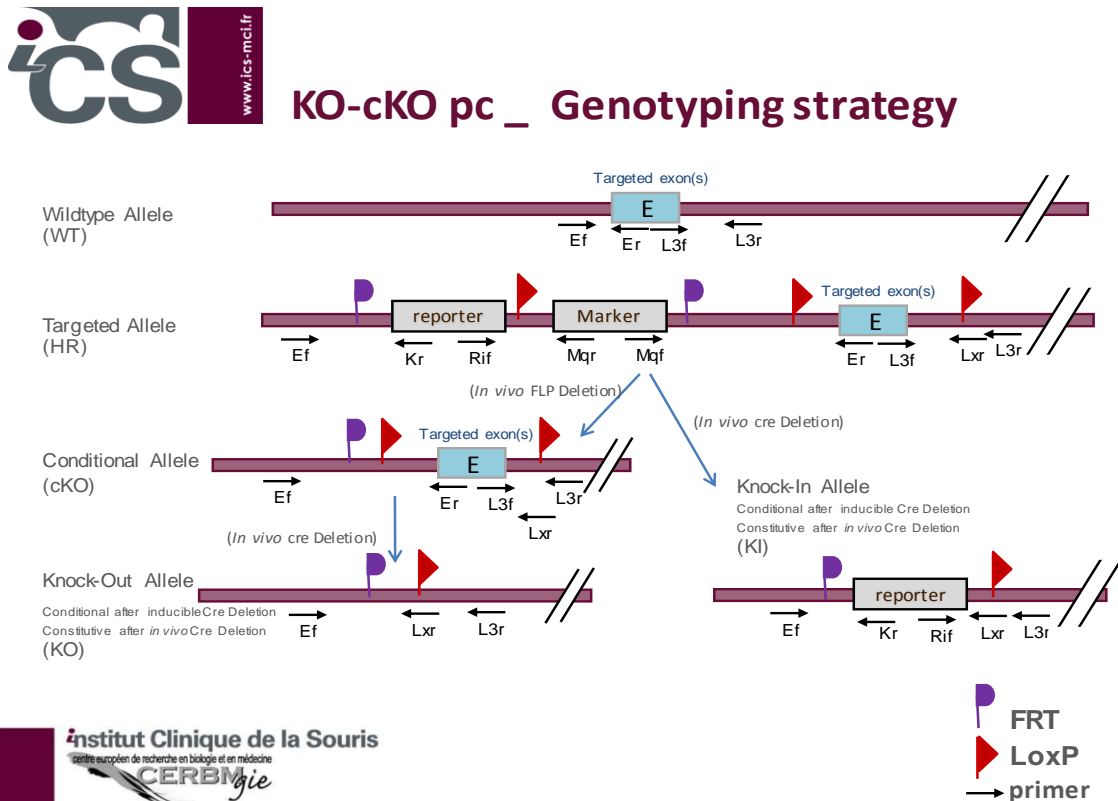 iCS
www.ics-mci.fr
KO-cKO pc _ Genotyping strategy
Targeted exon(s)
Wildtype Allele
(WT)
E
Ef
Er
L3f
L3r
Targeted exon(s)
Targeted Allele
(HR)
reporter
Marker
E
Ef
Kr
Rif
Mqr
Mqf
Er
L3f
Lxr
L3r
(In vivo FLP Deletion)
(In vivo cre Deletion)
Conditional Allele
(cKO)
Targeted exon(s)
E
Ef
Er
L3f
L3r
Lxr
(In vivo cre Deletion)
Knock-In Allele
Conditional after inducible Cre Deletion
Constitutive after in vivo Cre Deletion
(KI)
reporter
Ef
Kr
Rif
Lxr
L3r
Knock-Out Allele
Conditional after inducible Cre Deletion
Constitutive after in vivo Cre Deletion
(KO)
Ef
Lxr
L3r
FRT
LoxP
primer
institut Clinique de la Souris
centre européen de recherche en biologie et en médecine
CERBMgie